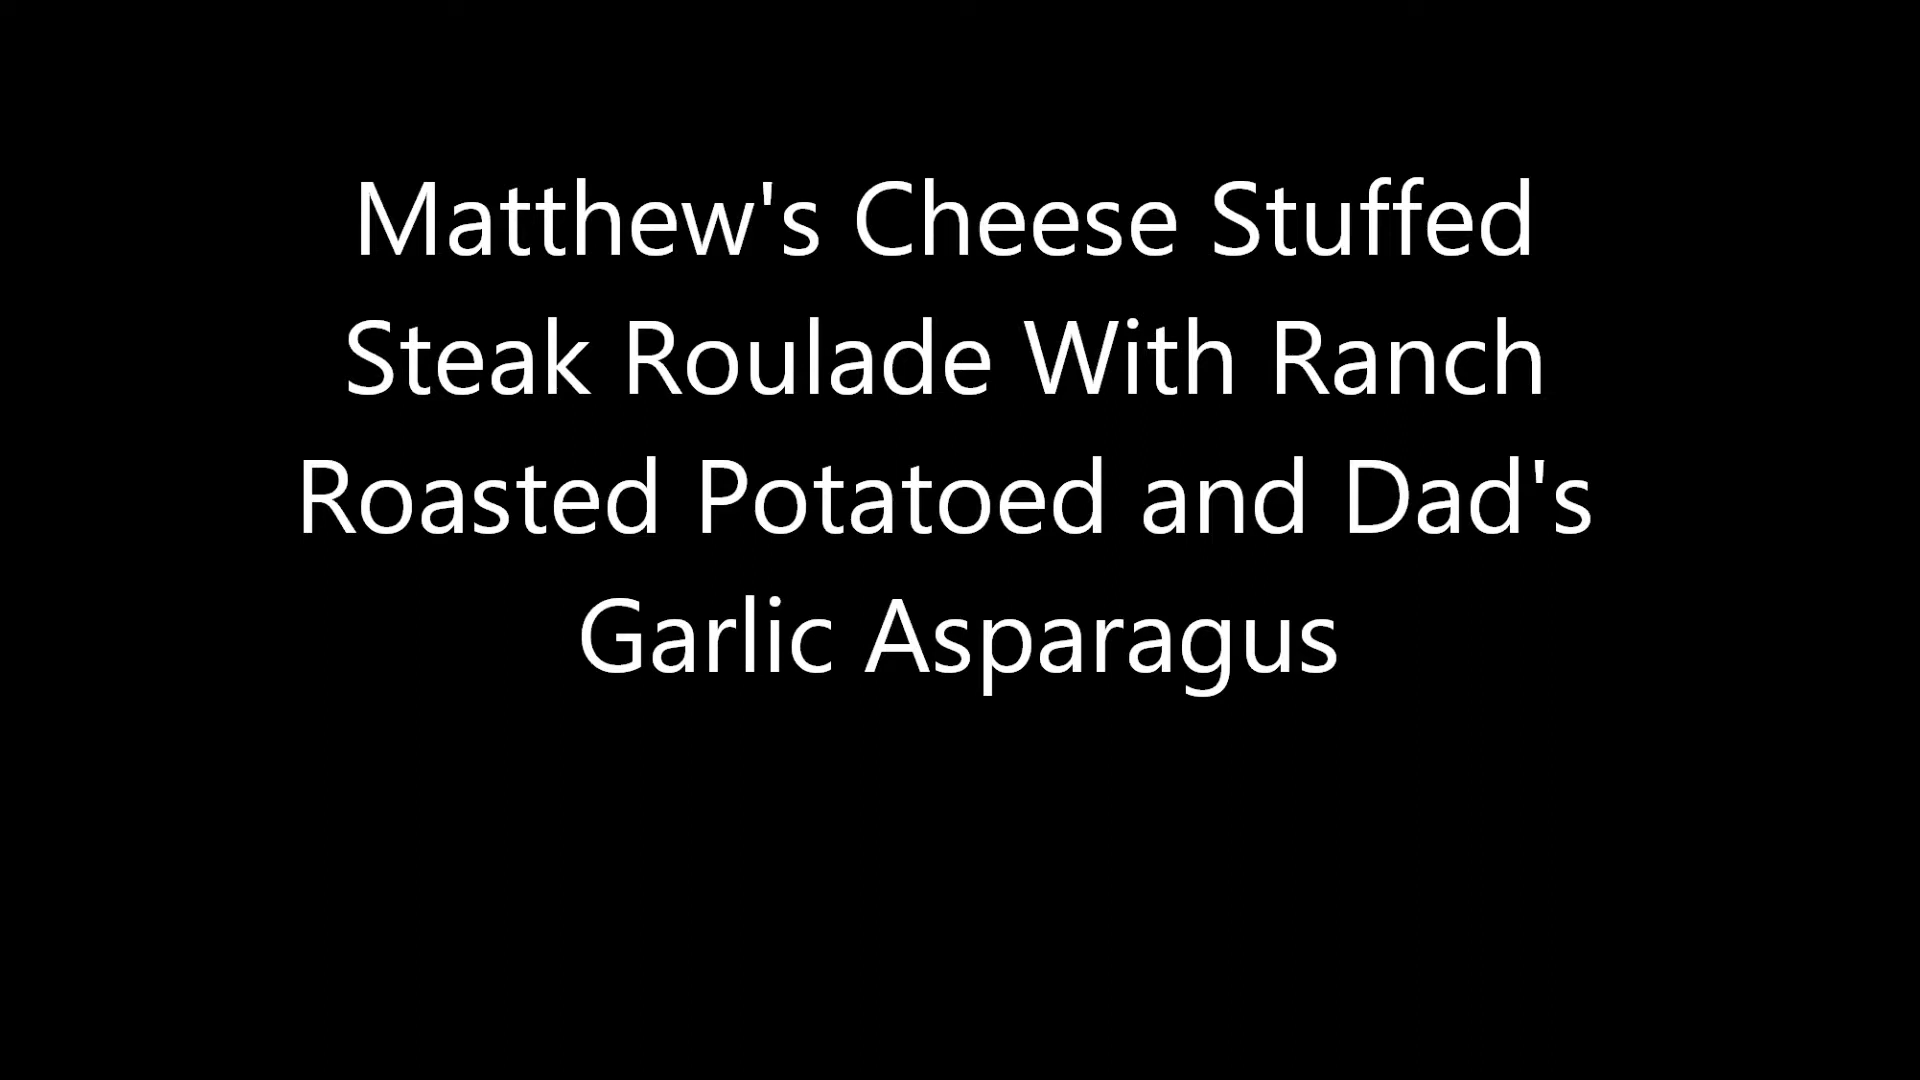 Matthew's Cheese Stuffed
Steak Roulade With Ranch
Roasted Potatoed and Dad's
Garlic Asparagus